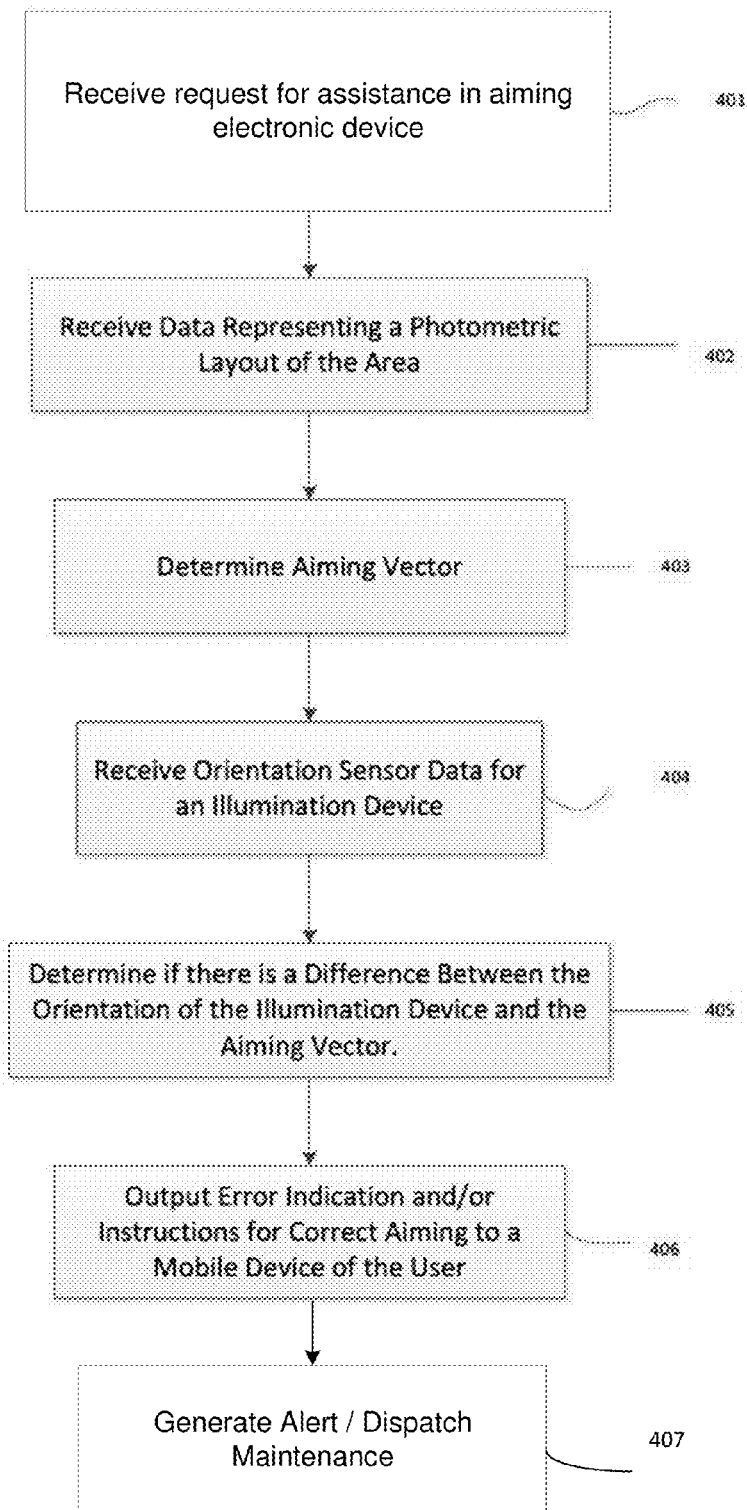 Receive request for assistance in aiming
electronic device
401
Receive Data Representing a Photometric
Layout of the Area
402
Determine Aiming Vector
403
Receive Orientation Sensor Data for
an Illumination Device
404
Determine if there is a Difference Between the
Orientation of the Illumination Device and the
Aiming Vector.
405
Output Error Indication and/or
Instructions for Correct Aiming to a
Mobile Device of the User
406
Generate Alert / Dispatch
Maintenance
407